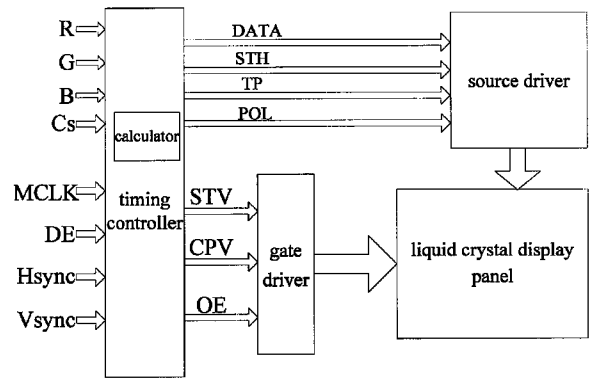 R
G
B
Cs
MCLK
DE
Hsync
Vsync
calculator
timing
controller
DATA
STH
TP
POL
STV
CPV
OE
gate
driver
source driver
liquid crystal display
panel